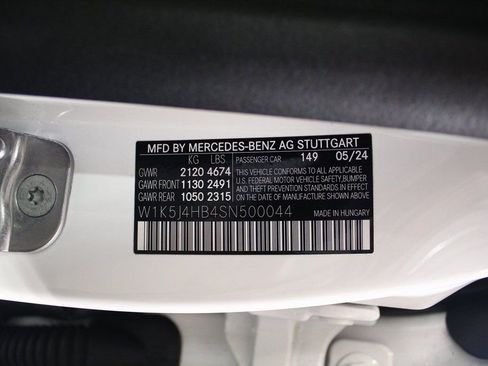 MFD BY MERCEDES-BENZ AG STUTTGART
KG LBS PASSENGER CAR 149 05/24
GVWR 2120 4674
GAWR FRONT 1130 2491
GAWR REAR 1050 2315
THIS VEHICLE CONFORMS TO ALL APPLICABLE
U.S. FEDERAL MOTOR VEHICLE SAFETY, BUMPER
AND THEFT PREVENTION STANDARDS IN EFFECT
ON THE DATE OF MANUFACTURE SHOWN ABOVE
W1K5J4HB4SN500044 MADE IN HUNGARY